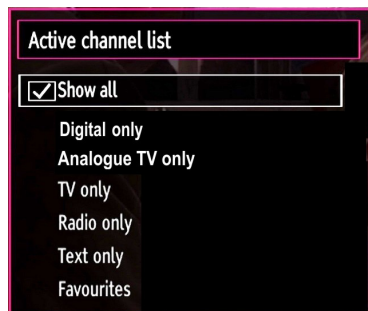 Active channel list
Show all
Digital only
Analogue TV only
TV only
Radio only
Text only
Favourites